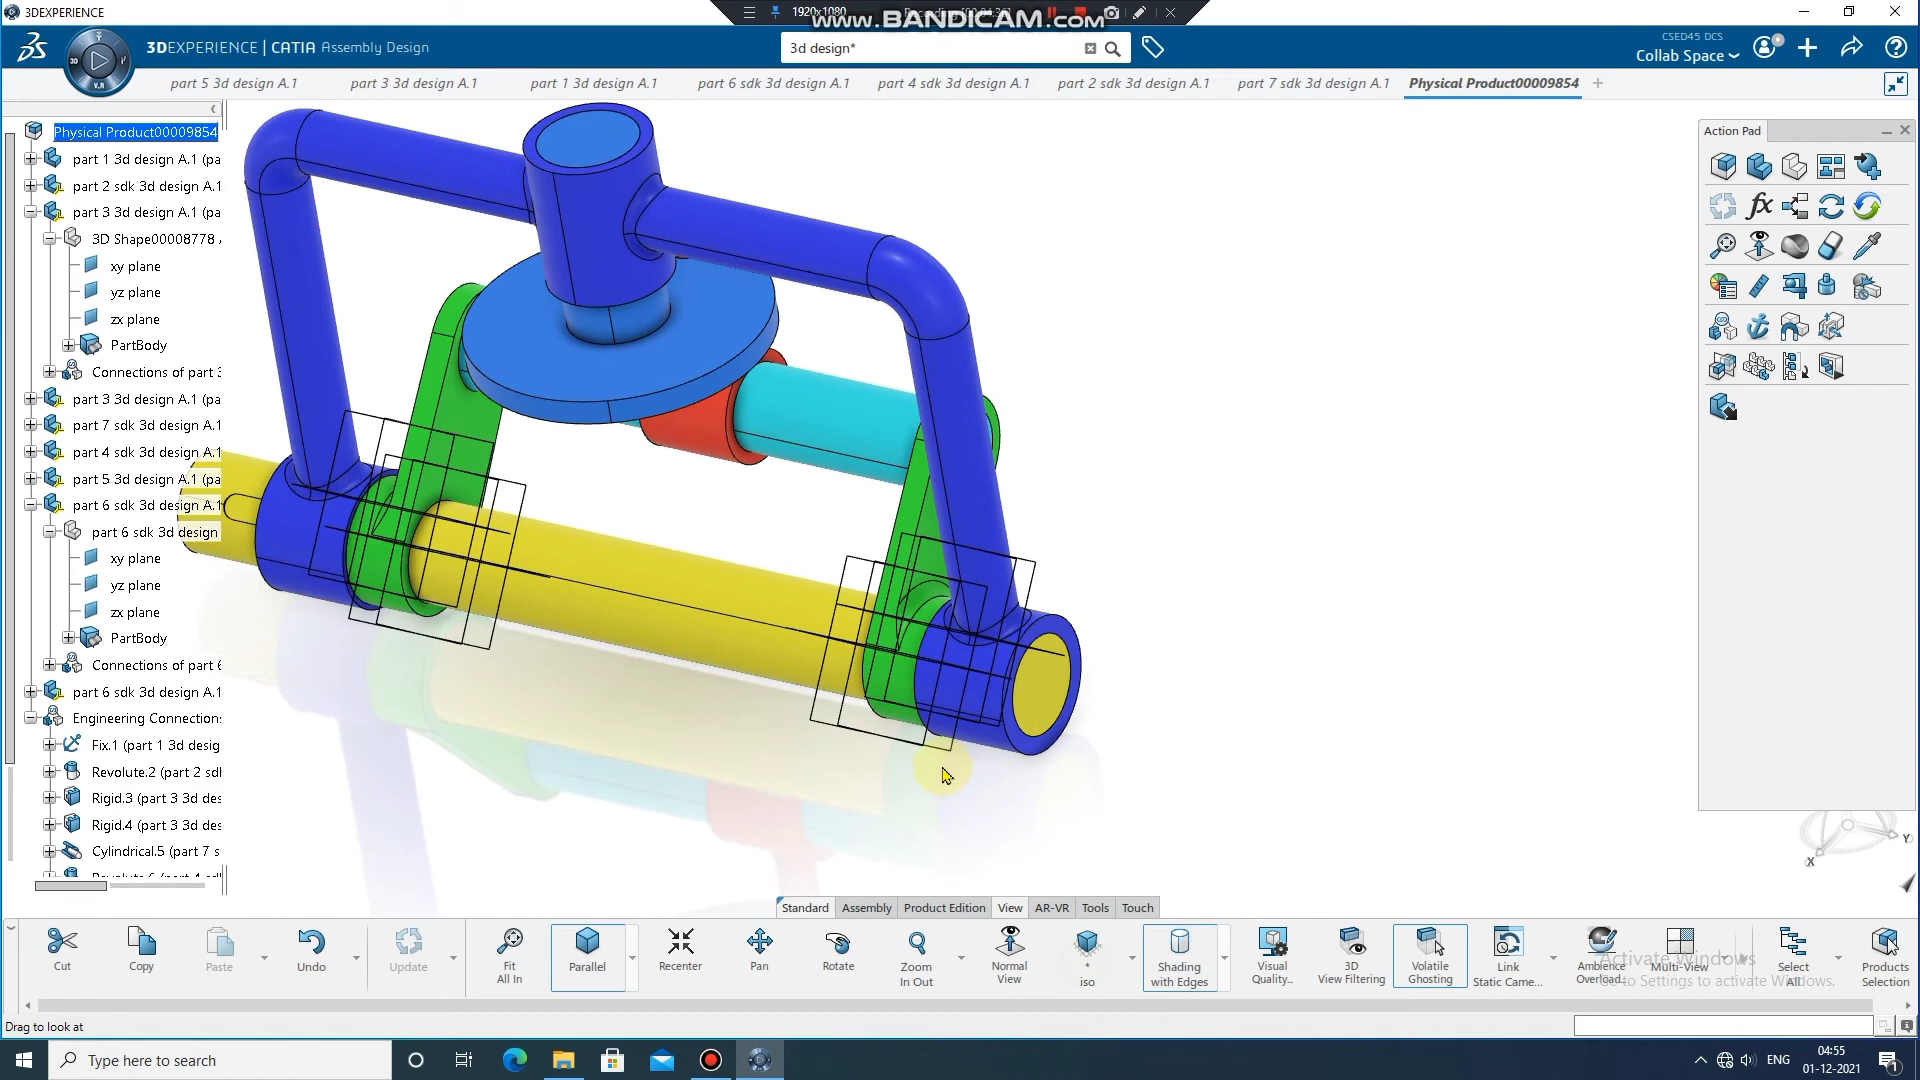 3DEXPERIENCE
1920x1080
www.BANDICAM.com
3DEXPERIENCE | CATIA Assembly Design
3d design*
CSED45 DCS
Collab Space
part 5 3d design A.1
part 3 3d design A.1
part 1 3d design A.1
part 6 sdk 3d design A.1
part 4 sdk 3d design A.1
part 2 sdk 3d design A.1
part 7 sdk 3d design A.1
Physical Product00009854
Physical Product00009854
part 1 3d design A.1 (pa
part 2 sdk 3d design A.1
part 3 3d design A.1 (pa
3D Shape00008778
xy plane
yz plane
zx plane
PartBody
Connections of part 3
part 3 3d design A.1 (pa
part 7 sdk 3d design A.1
part 4 sdk 3d design A.1
part 5 3d design A.1 (pa
part 6 sdk 3d design A.1
part 6 sdk 3d design
xy plane
yz plane
zx plane
PartBody
Connections of part 6
part 6 sdk 3d design A.1
Engineering Connection
Fix.1 (part 1 3d desig
Revolute.2 (part 2 sdl
Rigid.3 (part 3 3d des
Rigid.4 (part 3 3d des
Cylindrical.5 (part 7 s
Action Pad
fx
Y
X
Standard
Assembly
Product Edition
View
AR-VR
Tools
Touch
Cut
Copy
Paste
Undo
Update
Fit
All In
Parallel
Recenter
Pan
Rotate
Zoom
In Out
Normal
View
*
iso
Shading
with Edges
Visual
Quality...
3D
View Filtering
Volatile
Ghosting
Link
Static Came...
Ambience
Overload...
Multi-View
Select
All
Products
Selection
Activate Windows
Go to Settings to activate Windows.
Drag to look at
Type here to search
ENG
04:55
01-12-2021